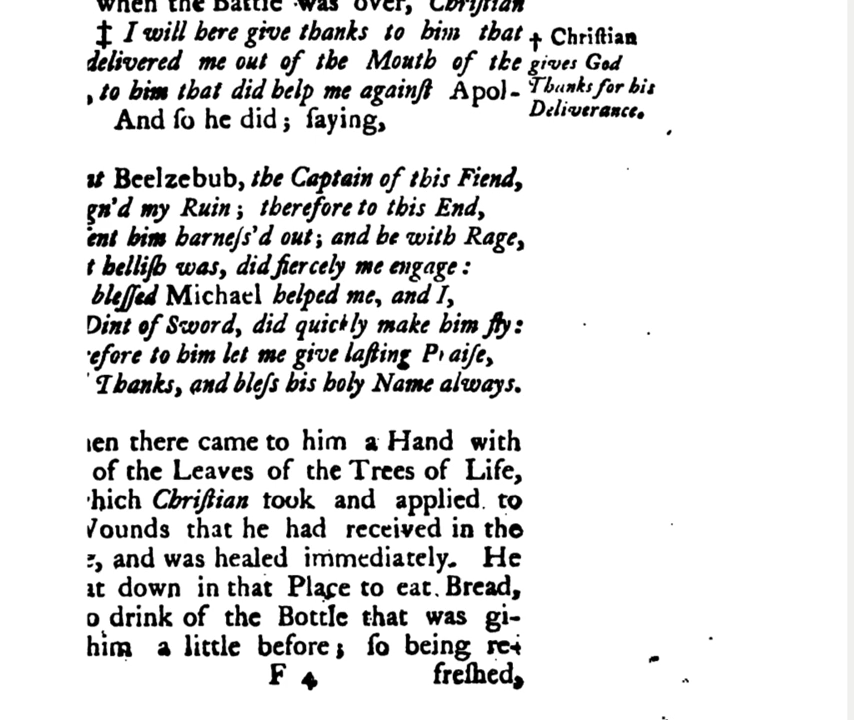 when the Battle was over, Chriſtian
‡ I will here give thanks to him that
delivered me out of the Mouth of the
, to him that did help me againſt Apol-
And ſo he did; ſaying,
† Chriſtian
gives God
Thanks for his
Deliverance.
Beelzebub, the Captain of this Fiend,
gn'd my Ruin; therefore to this End,
ent him harneſs'd out; and he with Rage,
t helliſh was, did fiercely me engage:
bleſſed Michael helped me, and I,
Dint of Sword, did quickly make him fly:
efore to him let me give laſting Praiſe,
Thanks, and bleſs his holy Name always.
en there came to him a Hand with
of the Leaves of the Trees of Life,
hich Chriſtian took and applied to
ounds that he had received in the
, and was healed immediately. He
at down in that Place to eat Bread,
o drink of the Bottle that was gi-
him a little before; ſo being re-
F 4 freſhed,